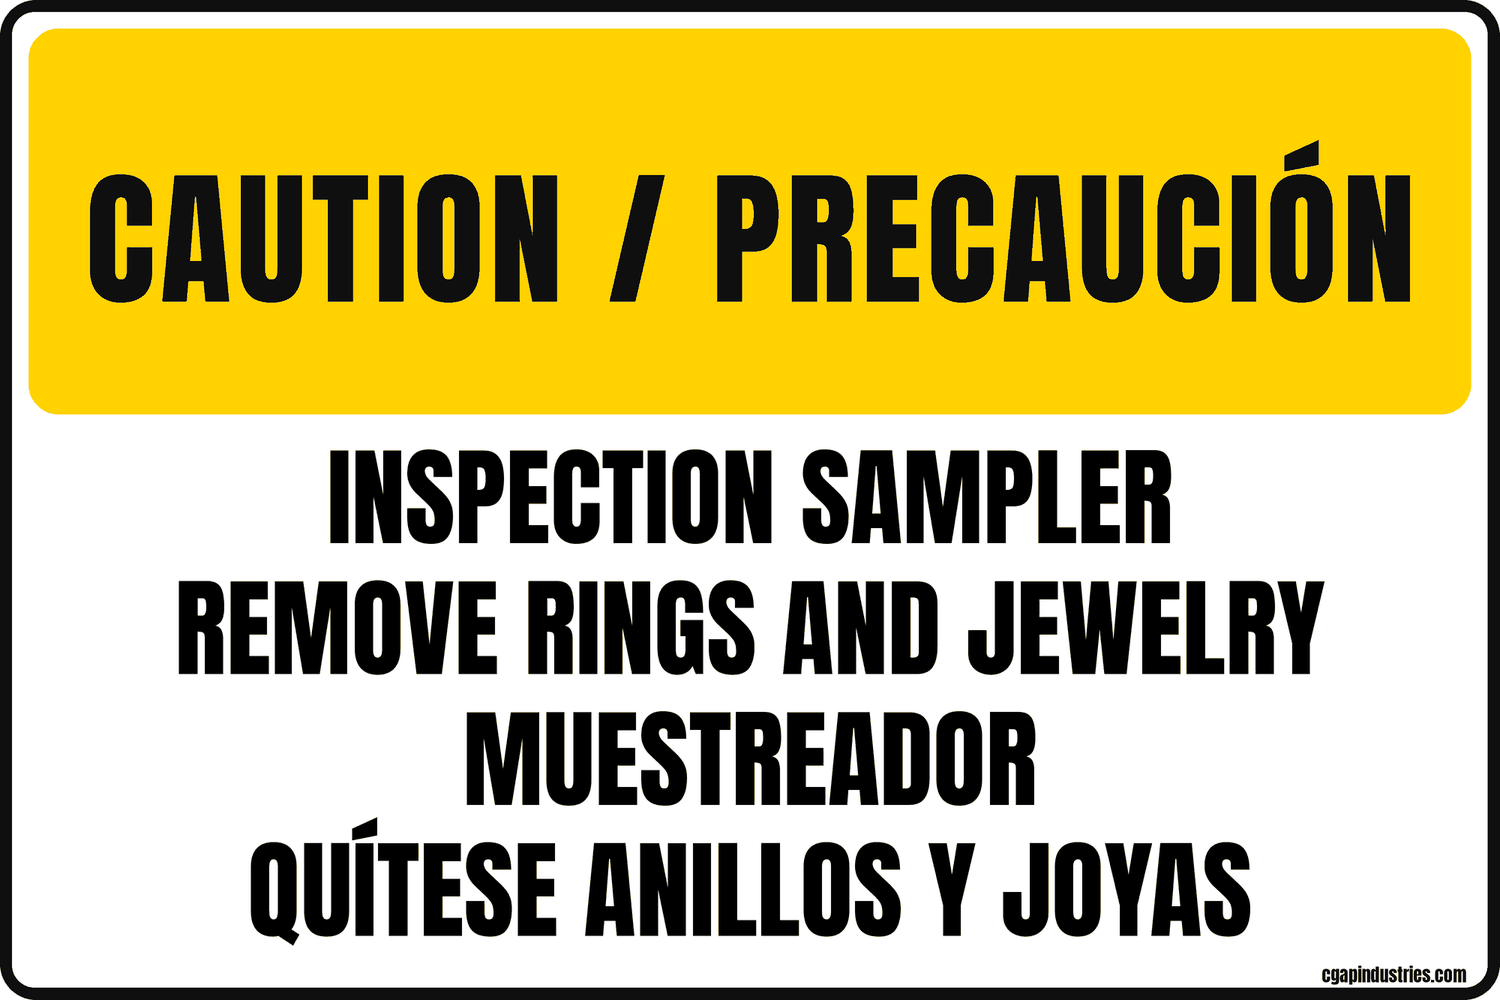 CAUTION / PRECAUCIÓN
INSPECTION SAMPLER
REMOVE RINGS AND JEWELRY
MUESTREADOR
QUÍTESE ANILLOS Y JOYAS
cgapindustries.com